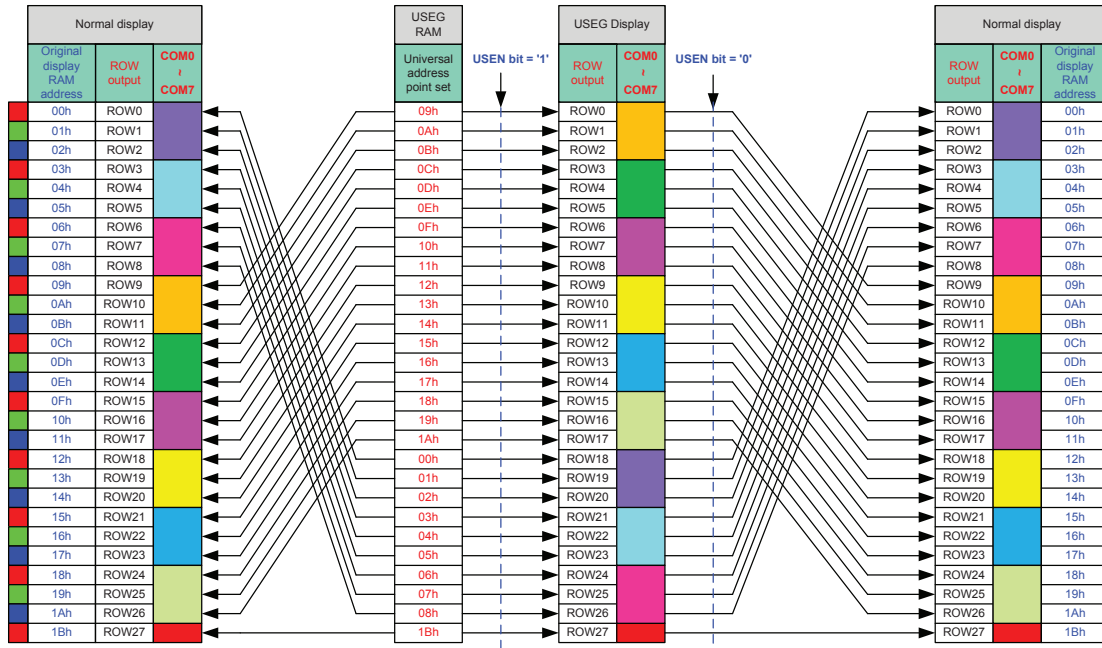 Normal display
USEG RAM
USEG Display
Normal display
Original display RAM address
ROW output
COM0 ~ COM7
Universal address point set
USEN bit = '1'
ROW output
COM0 ~ COM7
USEN bit = '0'
ROW output
COM0 ~ COM7
Original display RAM address
00h ROW0 09h ROW0 ROW0 00h
01h ROW1 0Ah ROW1 ROW1 01h
02h ROW2 0Bh ROW2 ROW2 02h
03h ROW3 0Ch ROW3 ROW3 03h
04h ROW4 0Dh ROW4 ROW4 04h
05h ROW5 0Eh ROW5 ROW5 05h
06h ROW6 0Fh ROW6 ROW6 06h
07h ROW7 10h ROW7 ROW7 07h
08h ROW8 11h ROW8 ROW8 08h
09h ROW9 12h ROW9 ROW9 09h
0Ah ROW10 13h ROW10 ROW10 0Ah
0Bh ROW11 14h ROW11 ROW11 0Bh
0Ch ROW12 15h ROW12 ROW12 0Ch
0Dh ROW13 16h ROW13 ROW13 0Dh
0Eh ROW14 17h ROW14 ROW14 0Eh
0Fh ROW15 18h ROW15 ROW15 0Fh
10h ROW16 19h ROW16 ROW16 10h
11h ROW17 1Ah ROW17 ROW17 11h
12h ROW18 00h ROW18 ROW18 12h
13h ROW19 01h ROW19 ROW19 13h
14h ROW20 02h ROW20 ROW20 14h
15h ROW21 03h ROW21 ROW21 15h
16h ROW22 04h ROW22 ROW22 16h
17h ROW23 05h ROW23 ROW23 17h
18h ROW24 06h ROW24 ROW24 18h
19h ROW25 07h ROW25 ROW25 19h
1Ah ROW26 08h ROW26 ROW26 1Ah
1Bh ROW27 1Bh ROW27 ROW27 1Bh